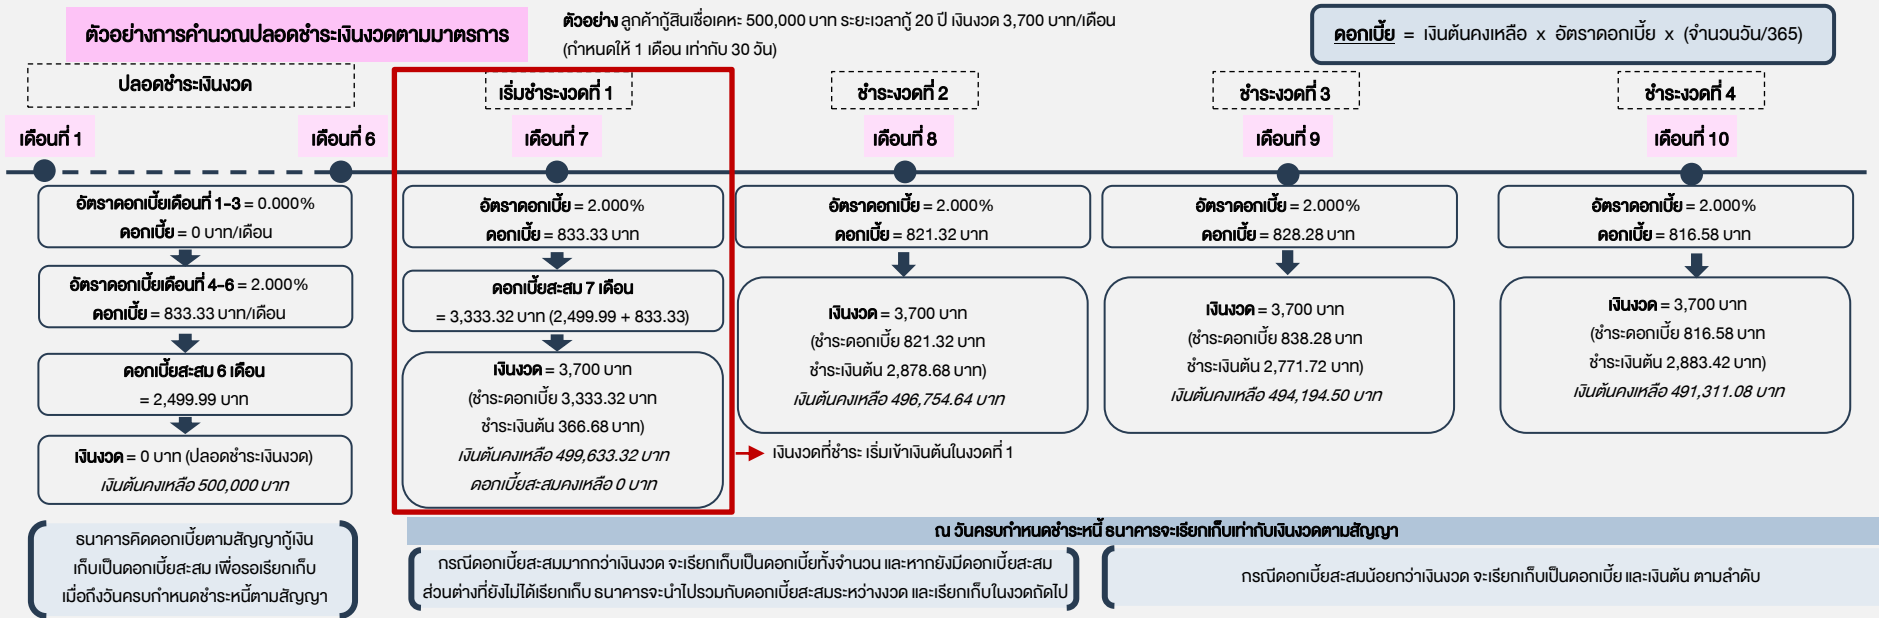 ตัวอย่างการคำนวณปลอดชำระเงินงวดตามมาตรการ
ตัวอย่าง ลูกค้ากู้สินเชื่อเคหะ 500,000 บาท ระยะเวลากู้ 20 ปี เงินงวด 3,700 บาท/เดือน
(กำหนดให้ 1 เดือน เท่ากับ 30 วัน)
ดอกเบี้ย = เงินต้นคงเหลือ x อัตราดอกเบี้ย x (จำนวนวัน/365)
ปลอดชำระเงินงวด
เดือนที่ 1
เดือนที่ 6
อัตราดอกเบี้ยเดือนที่ 1-3 = 0.000%
ดอกเบี้ย = 0 บาท/เดือน
อัตราดอกเบี้ยเดือนที่ 4-6 = 2.000%
ดอกเบี้ย = 833.33 บาท/เดือน
ดอกเบี้ยสะสม 6 เดือน
= 2,499.99 บาท
เงินงวด = 0 บาท (ปลอดชำระเงินงวด)
เงินต้นคงเหลือ 500,000 บาท
ธนาคารคิดดอกเบี้ยตามสัญญากู้เงิน
เก็บเป็นดอกเบี้ยสะสม เพื่อรอเรียกเก็บ
เมื่อถึงวันครบกำหนดชำระหนี้ตามสัญญา
เริ่มชำระงวดที่ 1
เดือนที่ 7
อัตราดอกเบี้ย = 2.000%
ดอกเบี้ย = 833.33 บาท
ดอกเบี้ยสะสม 7 เดือน
= 3,333.32 บาท (2,499.99 + 833.33)
เงินงวด = 3,700 บาท
(ชำระดอกเบี้ย 3,333.32 บาท
ชำระเงินต้น 366.68 บาท)
เงินต้นคงเหลือ 499,633.32 บาท
ดอกเบี้ยสะสมคงเหลือ 0 บาท
ชำระงวดที่ 2
เดือนที่ 8
อัตราดอกเบี้ย = 2.000%
ดอกเบี้ย = 821.32 บาท
เงินงวด = 3,700 บาท
(ชำระดอกเบี้ย 821.32 บาท
ชำระเงินต้น 2,878.68 บาท)
เงินต้นคงเหลือ 496,754.64 บาท
เงินงวดที่ชำระ เริ่มเข้าเงินต้นในงวดที่ 1
ชำระงวดที่ 3
เดือนที่ 9
อัตราดอกเบี้ย = 2.000%
ดอกเบี้ย = 828.28 บาท
เงินงวด = 3,700 บาท
(ชำระดอกเบี้ย 838.28 บาท
ชำระเงินต้น 2,771.72 บาท)
เงินต้นคงเหลือ 494,194.50 บาท
ชำระงวดที่ 4
เดือนที่ 10
อัตราดอกเบี้ย = 2.000%
ดอกเบี้ย = 816.58 บาท
เงินงวด = 3,700 บาท
(ชำระดอกเบี้ย 816.58 บาท
ชำระเงินต้น 2,883.42 บาท)
เงินต้นคงเหลือ 491,311.08 บาท
ณ วันครบกำหนดชำระหนี้ ธนาคารจะเรียกเก็บเท่ากับเงินงวดตามสัญญา
กรณีดอกเบี้ยสะสมมากกว่าเงินงวด จะเรียกเก็บเป็นดอกเบี้ยทั้งจำนวน และหากยังมีดอกเบี้ยสะสม
ส่วนต่างที่ยังไม่ได้เรียกเก็บ ธนาคารจะนำไปรวมกับดอกเบี้ยสะสมระหว่างงวด และเรียกเก็บในงวดถัดไป
กรณีดอกเบี้ยสะสมน้อยกว่าเงินงวด จะเรียกเก็บเป็นดอกเบี้ย และเงินต้น ตามลำดับ